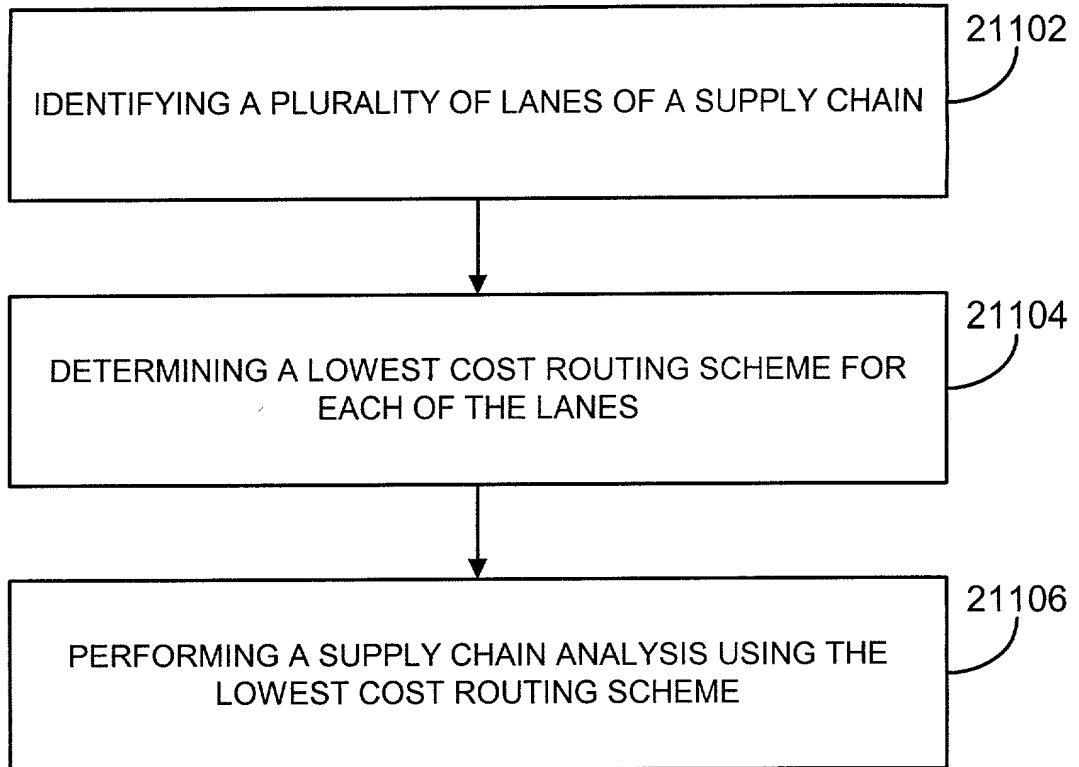 21102
IDENTIFYING A PLURALITY OF LANES OF A SUPPLY CHAIN
21104
DETERMINING A LOWEST COST ROUTING SCHEME FOR
EACH OF THE LANES
21106
PERFORMING A SUPPLY CHAIN ANALYSIS USING THE
LOWEST COST ROUTING SCHEME